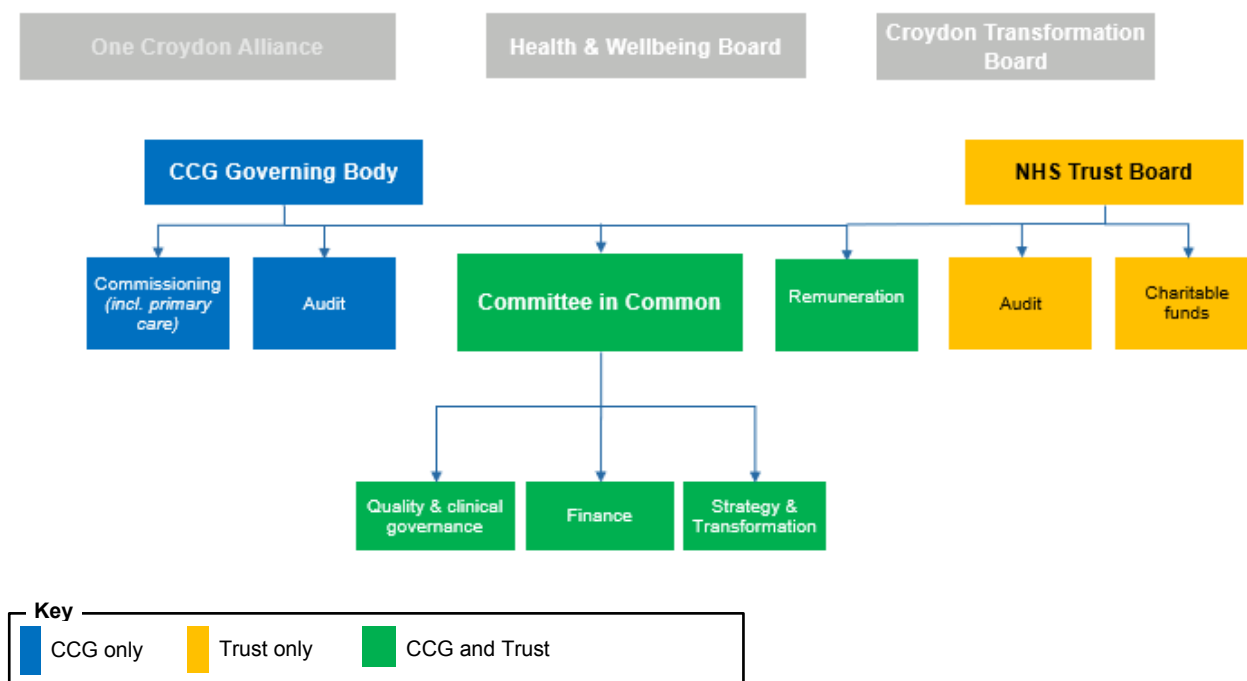 One Croydon Alliance
Health & Wellbeing Board
Croydon Transformation
Board
CCG Governing Body
NHS Trust Board
Commissioning
(incl. primary
care)
Audit
Committee in Common
Remuneration
Audit
Charitable
funds
Quality & clinical
governance
Finance
Strategy &
Transformation
Key
CCG only
Trust only
CCG and Trust